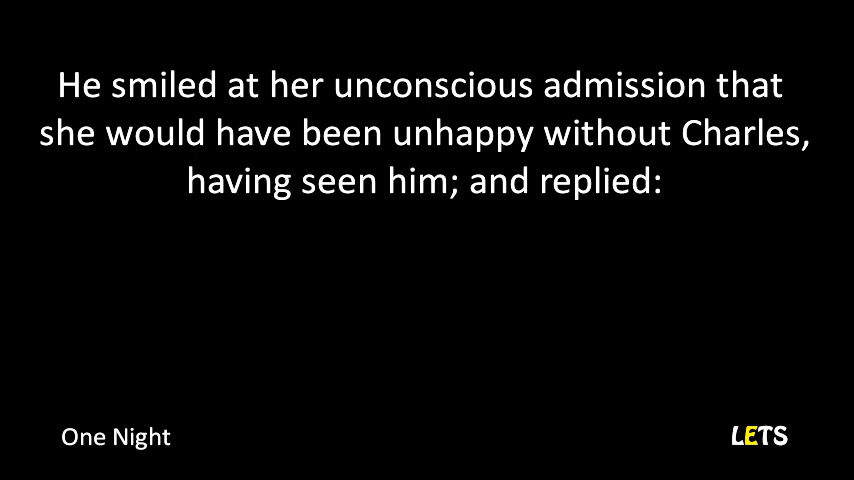 He smiled at her unconscious admission that
she would have been unhappy without Charles,
having seen him; and replied:
One Night
LETS